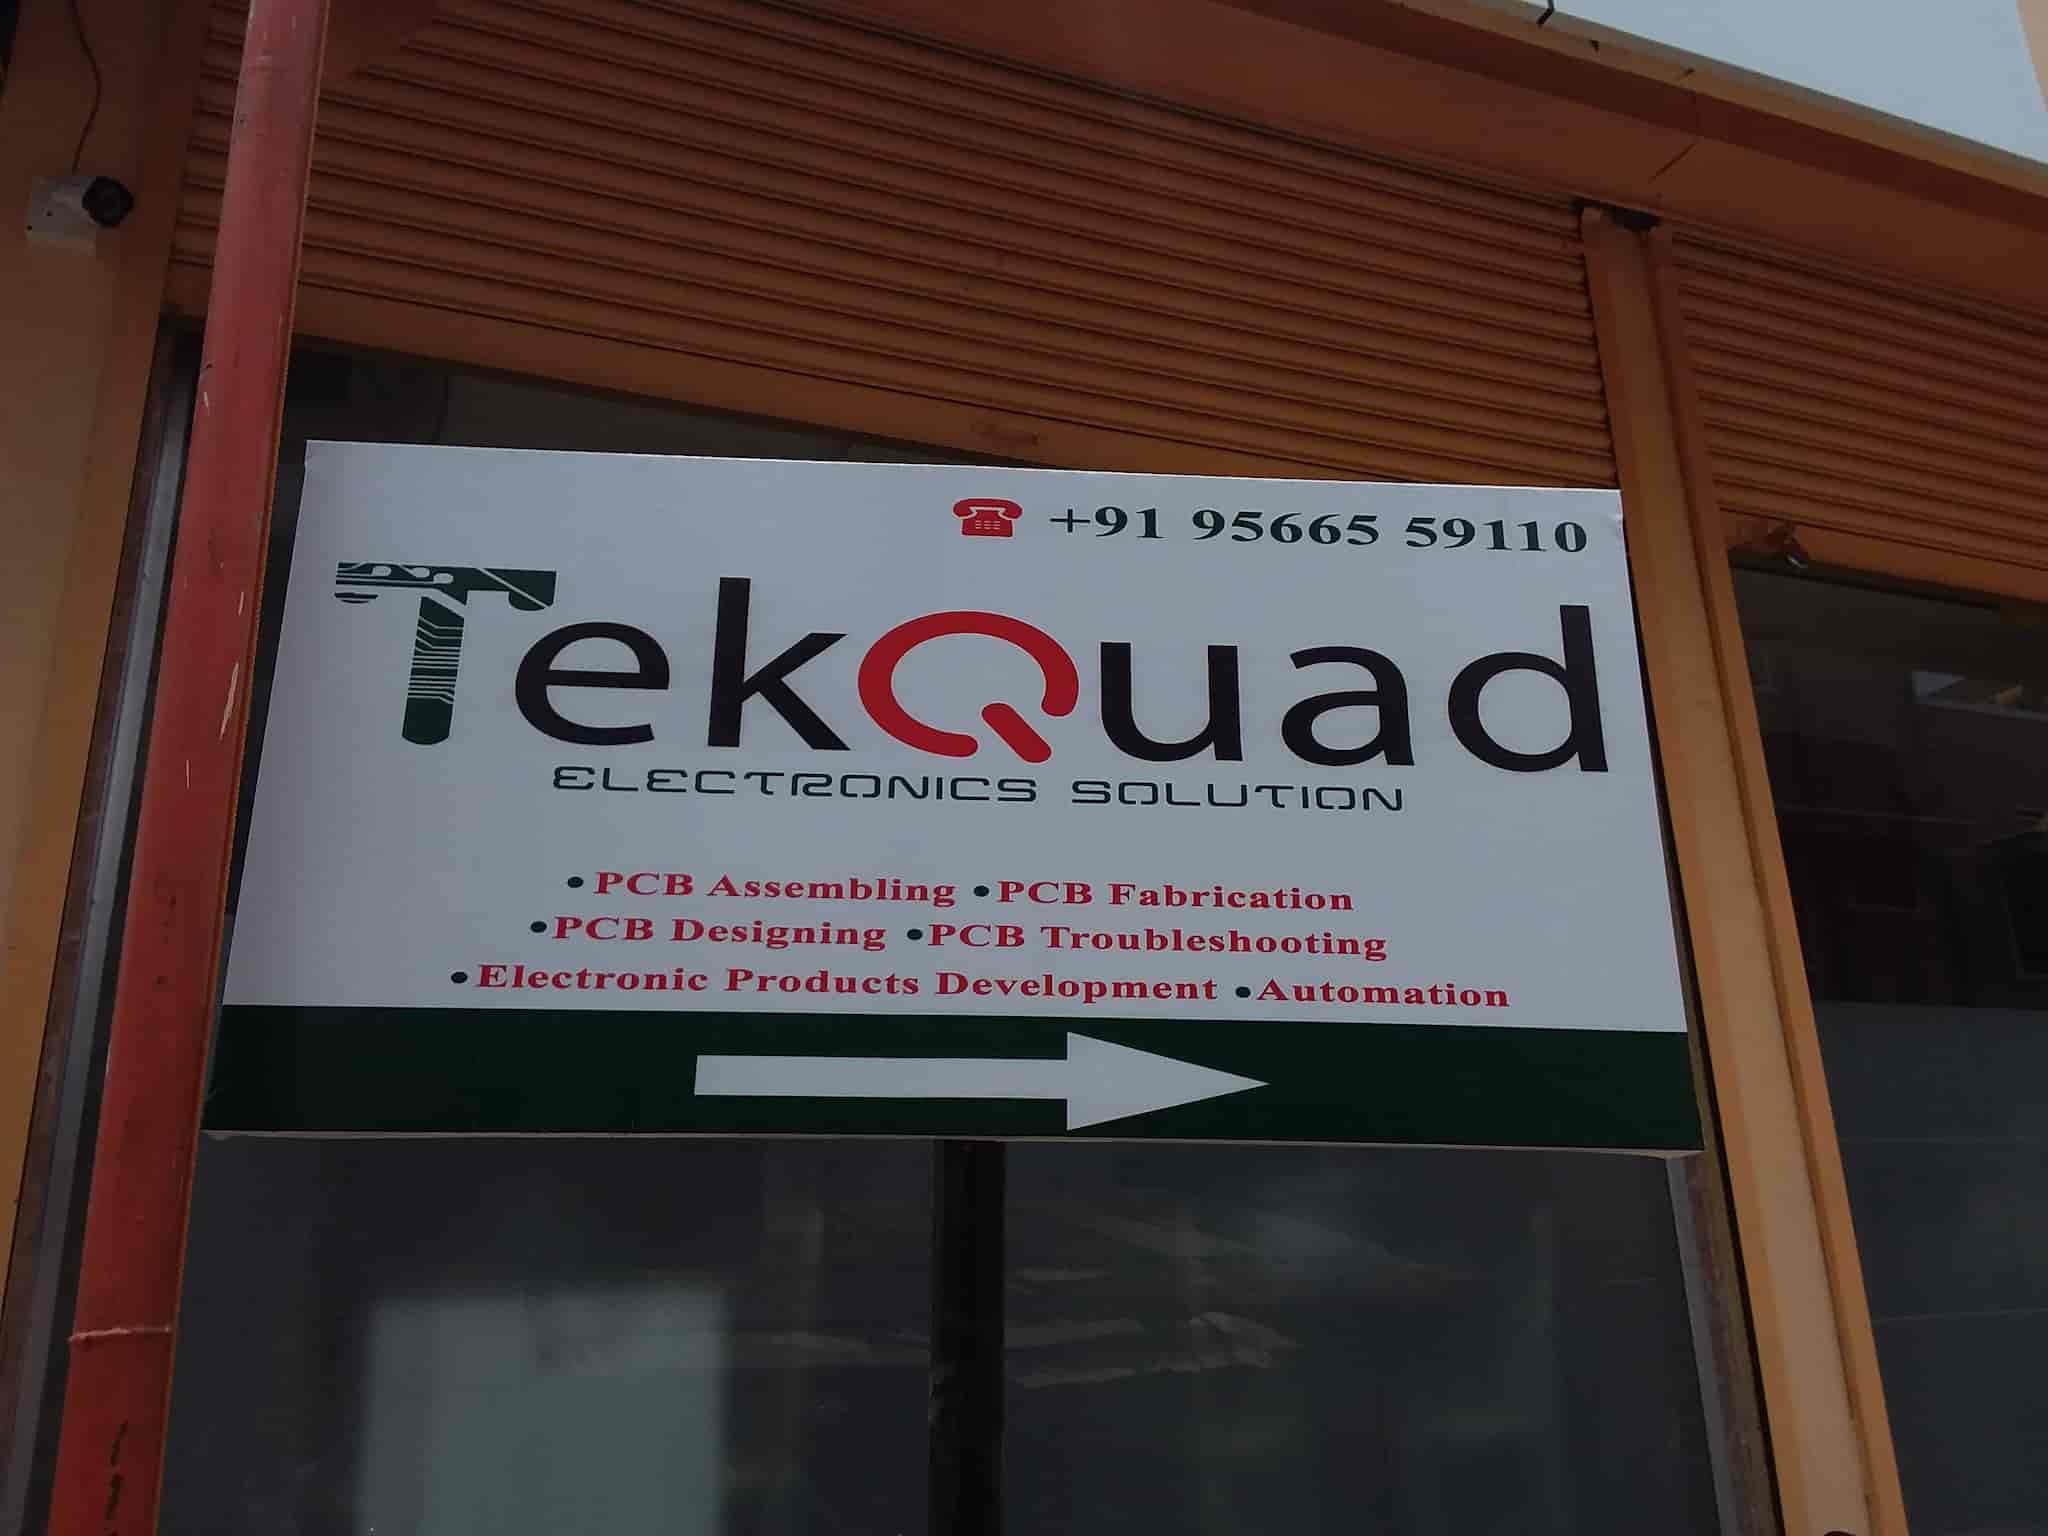 +91 95665 59110
TekQuad
ELECTRONICS SOLUTION
•PCB Assembling •PCB Fabrication
•PCB Designing •PCB Troubleshooting
•Electronic Products Development •Automation